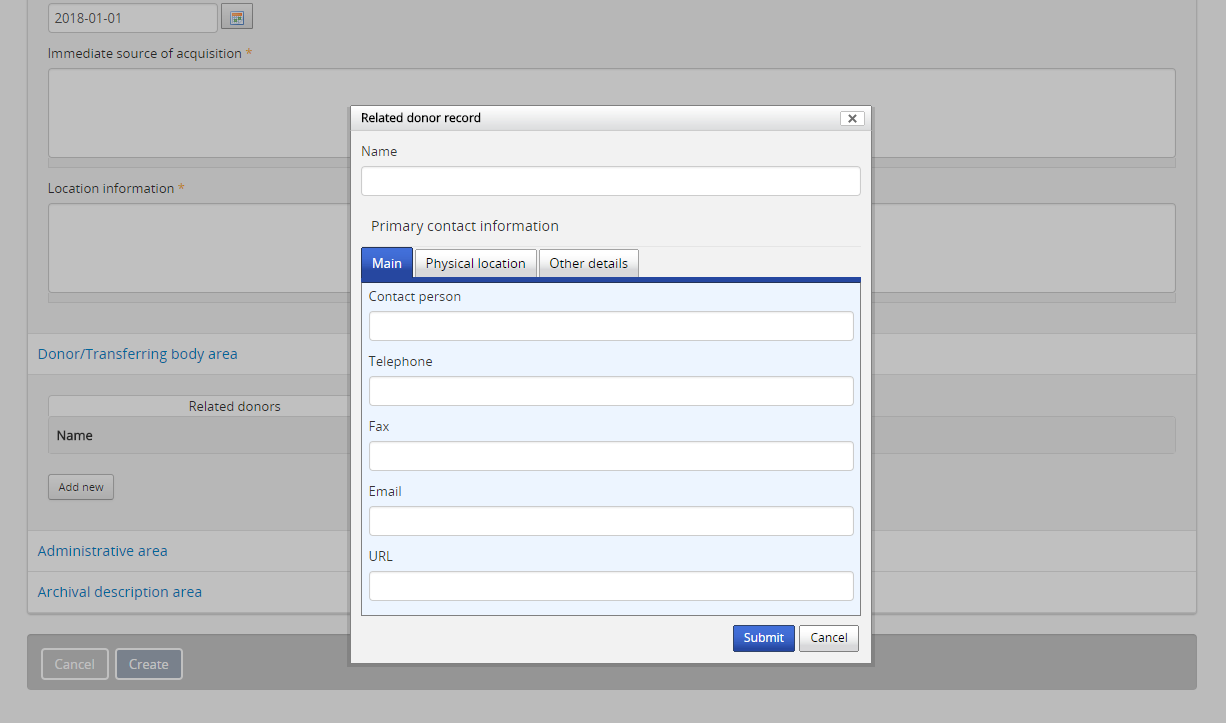 2018-01-01
Immediate source of acquisition *
Location information *
Donor/Transferring body area
Related donors
Name
Add new
Administrative area
Archival description area
Cancel Create
Related donor record
Name
Primary contact information
Main Physical location Other details
Contact person
Telephone
Fax
Email
URL
Submit Cancel